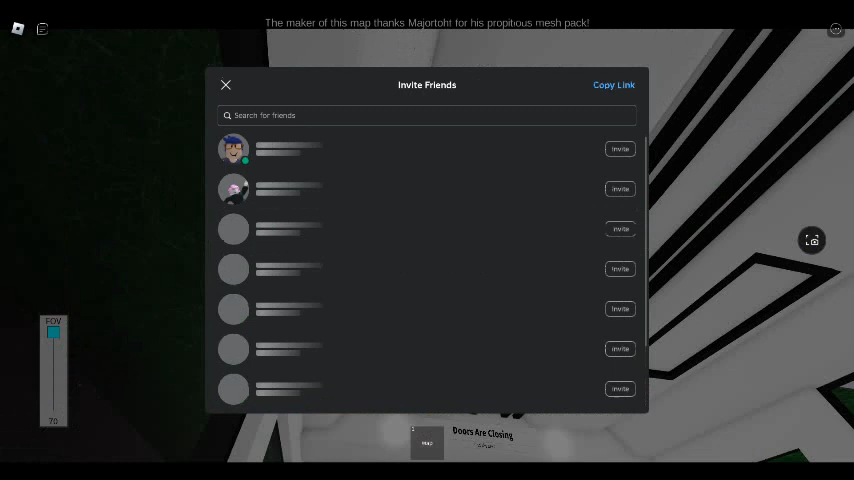 The maker of this map thanks Majortoht for his propitious mesh pack!
Invite Friends
Copy Link
Search for friends
Invite
Invite
Invite
Invite
Invite
Invite
Invite
FOV
70
1
Map
Doors Are Closing